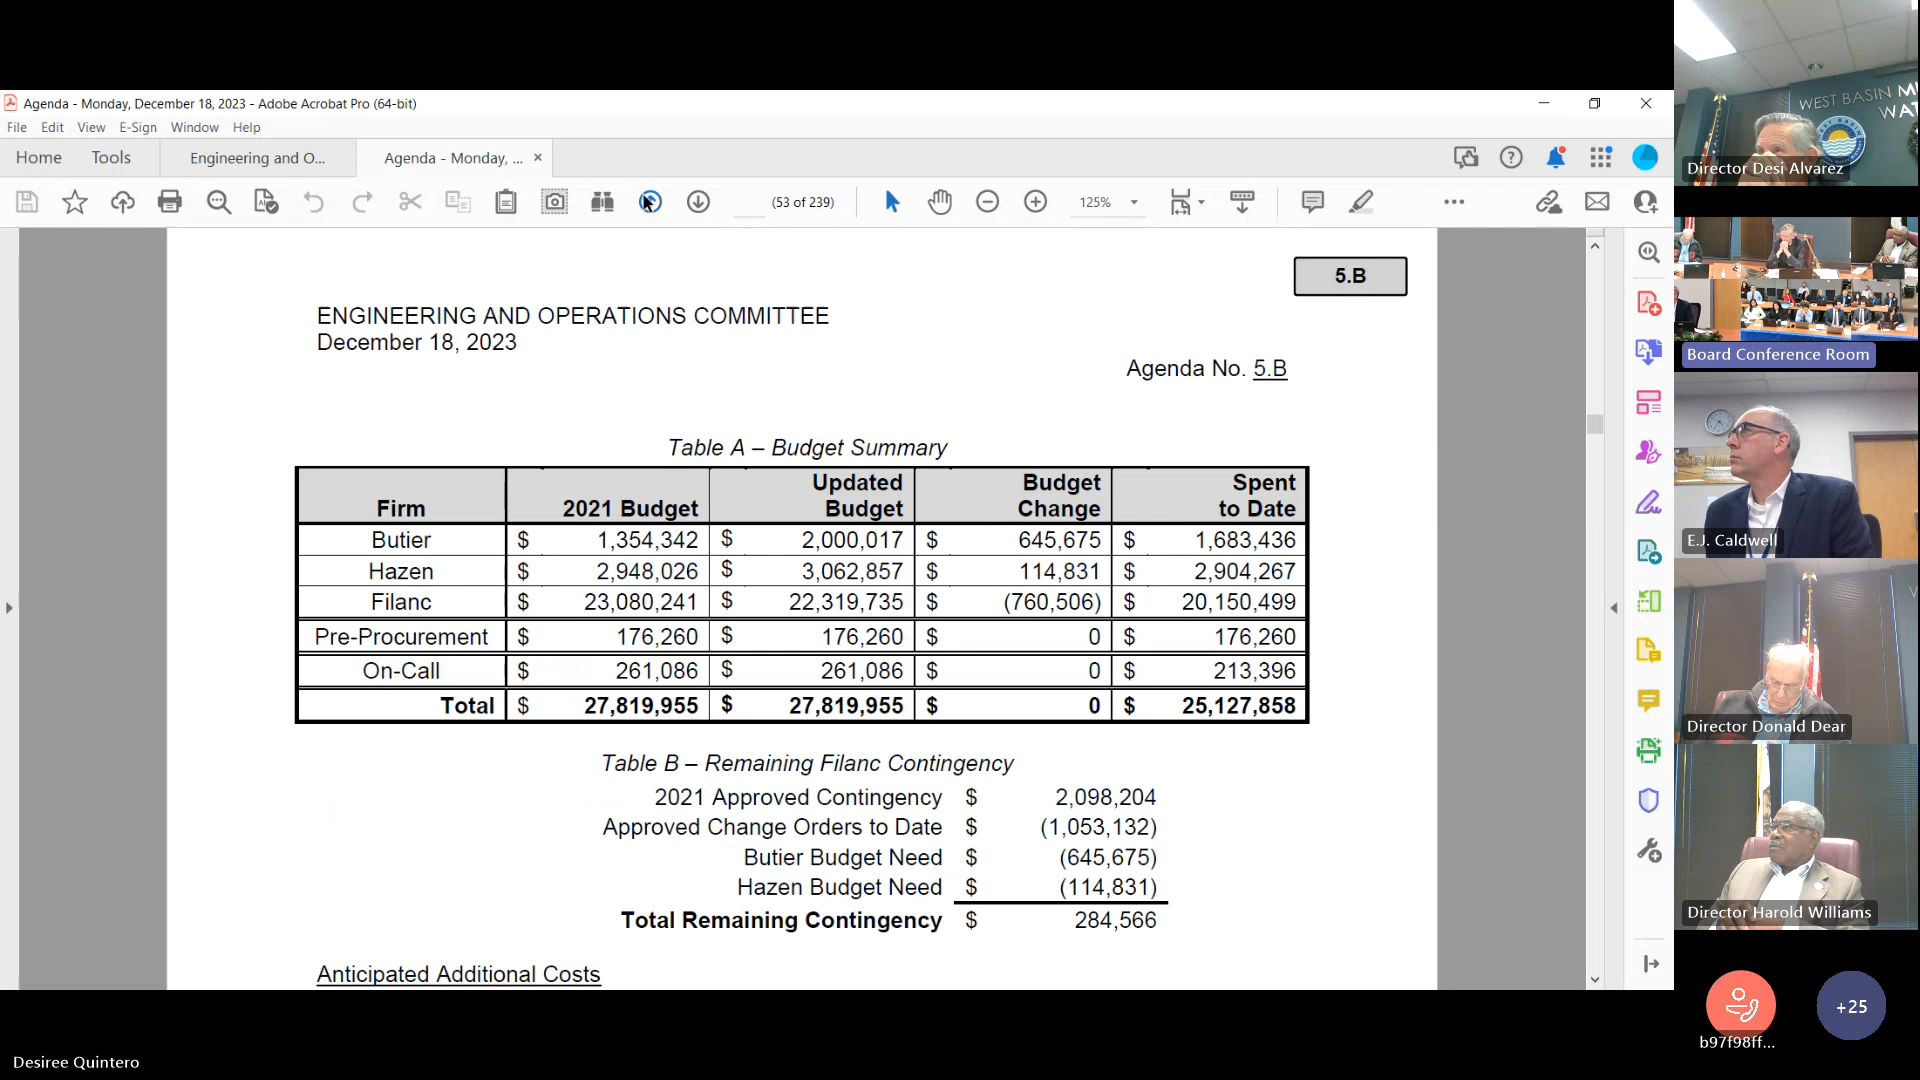 Agenda - Monday, December 18, 2023 - Adobe Acrobat Pro (64-bit)
File Edit View E-Sign Window Help
Home Tools Engineering and O... Agenda - Monday, ... ×
(53 of 239) 125%
5.B
ENGINEERING AND OPERATIONS COMMITTEE
December 18, 2023
Agenda No. 5.B
Table A – Budget Summary
Firm 2021 Budget Updated Budget Budget Change Spent to Date
Butier $ 1,354,342 $ 2,000,017 $ 645,675 $ 1,683,436
Hazen $ 2,948,026 $ 3,062,857 $ 114,831 $ 2,904,267
Filanc $ 23,080,241 $ 22,319,735 $ (760,506) $ 20,150,499
Pre-Procurement $ 176,260 $ 176,260 $ 0 $ 176,260
On-Call $ 261,086 $ 261,086 $ 0 $ 213,396
Total $ 27,819,955 $ 27,819,955 $ 0 $ 25,127,858
Table B – Remaining Filanc Contingency
2021 Approved Contingency $ 2,098,204
Approved Change Orders to Date $ (1,053,132)
Butier Budget Need $ (645,675)
Hazen Budget Need $ (114,831)
Total Remaining Contingency $ 284,566
Anticipated Additional Costs
Desiree Quintero
WEST BASIN M
WAT
Director Desi Alvarez
Board Conference Room
E.J. Caldwell
Director Donald Dear
Director Harold Williams
b97f98ff...
+25